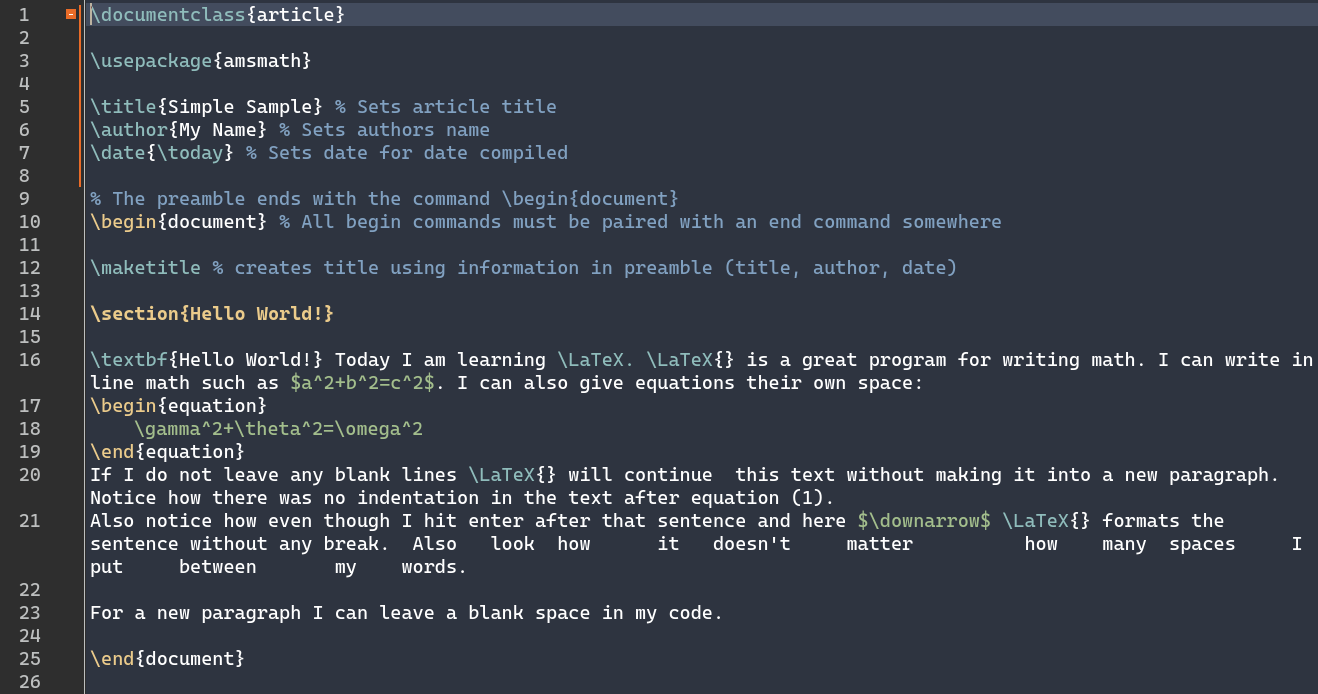 1 \documentclass{article}
2
3 \usepackage{amsmath}
4
5 \title{Simple Sample} % Sets article title
6 \author{My Name} % Sets authors name
7 \date{\today} % Sets date for date compiled
8
9 % The preamble ends with the command \begin{document}
10 \begin{document} % All begin commands must be paired with an end command somewhere
11
12 \maketitle % creates title using information in preamble (title, author, date)
13
14 \section{Hello World!}
15
16 \textbf{Hello World!} Today I am learning \LaTeX. \LaTeX{} is a great program for writing math. I can write in
line math such as $a^2+b^2=c^2$. I can also give equations their own space:
17 \begin{equation}
18     \gamma^2+\theta^2=\omega^2
19 \end{equation}
20 If I do not leave any blank lines \LaTeX{} will continue  this text without making it into a new paragraph.
Notice how there was no indentation in the text after equation (1).
21 Also notice how even though I hit enter after that sentence and here $\downarrow$ \LaTeX{} formats the
sentence without any break.  Also   look  how      it   doesn't     matter          how    many  spaces     I
put     between       my    words.
22
23 For a new paragraph I can leave a blank space in my code.
24
25 \end{document}
26